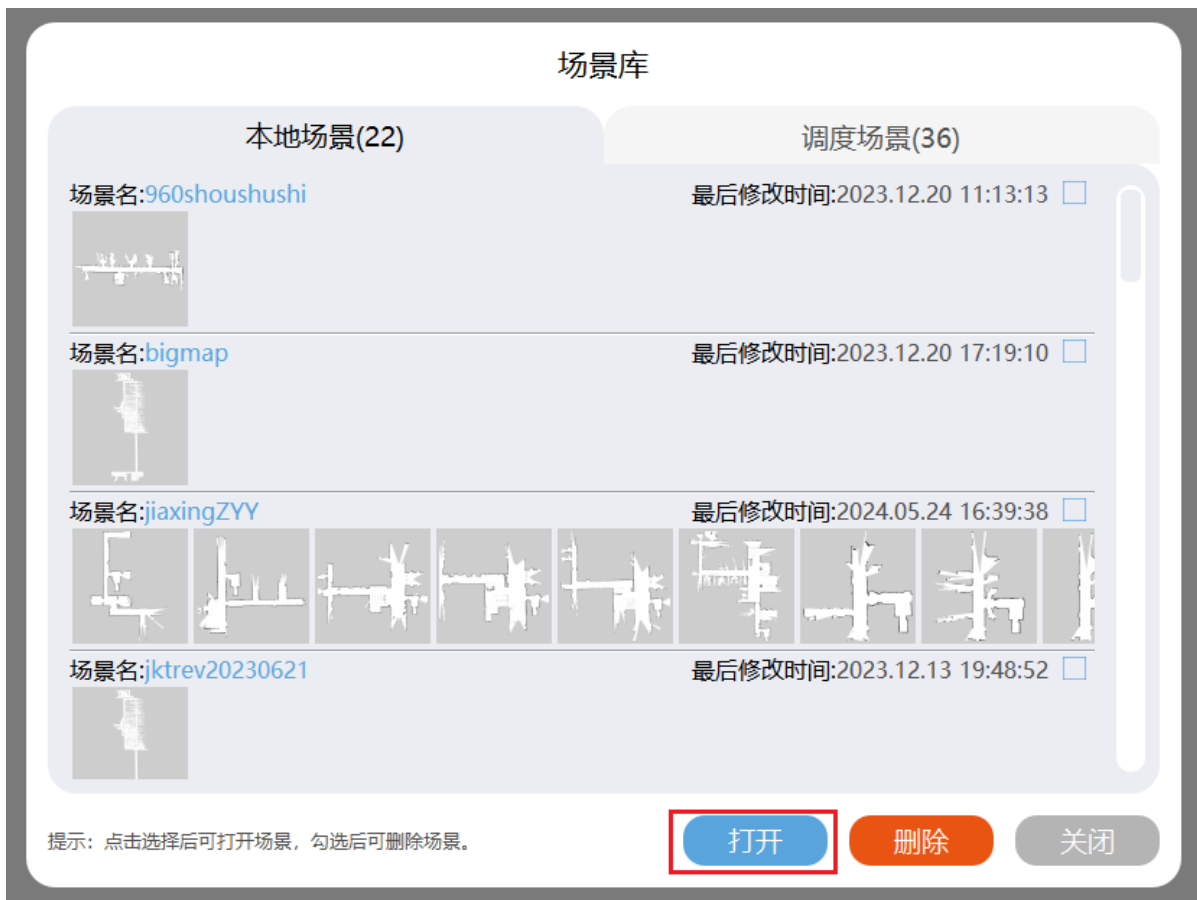 场景库
本地场景(22) 调度场景(36)
场景名:960shoushushi 最后修改时间:2023.12.20 11:13:13
场景名:bigmap 最后修改时间:2023.12.20 17:19:10
场景名:jiaxingZYY 最后修改时间:2024.05.24 16:39:38
场景名:jktrev20230621 最后修改时间:2023.12.13 19:48:52
提示：点击选择后可打开场景，勾选后可删除场景。 打开 删除 关闭